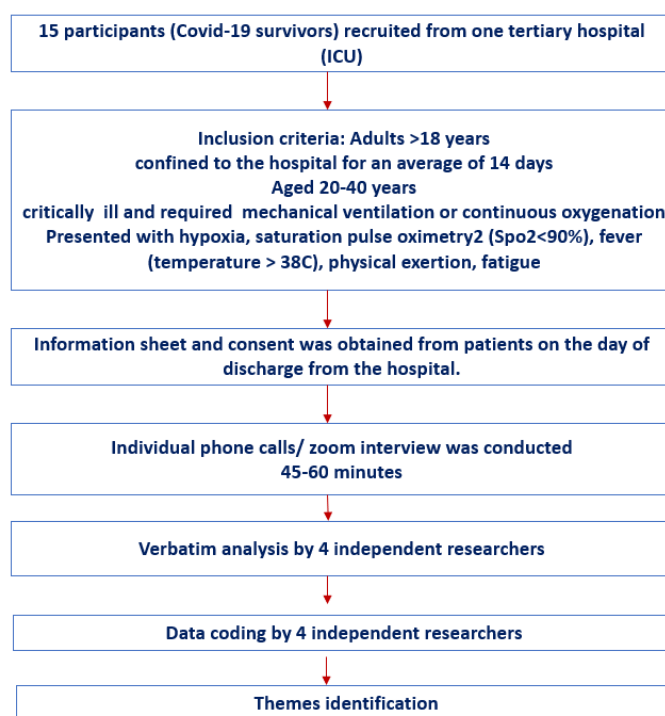 15 participants (Covid-19 survivors) recruited from one tertiary hospital
(ICU)
Inclusion criteria: Adults >18 years
confined to the hospital for an average of 14 days
Aged 20-40 years
critically ill and required mechanical ventilation or continuous oxygenation
Presented with hypoxia, saturation pulse oximetry2 (Spo2<90%), fever
(temperature > 38C), physical exertion, fatigue
Information sheet and consent was obtained from patients on the day of
discharge from the hospital.
Individual phone calls/ zoom interview was conducted
45-60 minutes
Verbatim analysis by 4 independent researchers
Data coding by 4 independent researchers
Themes identification